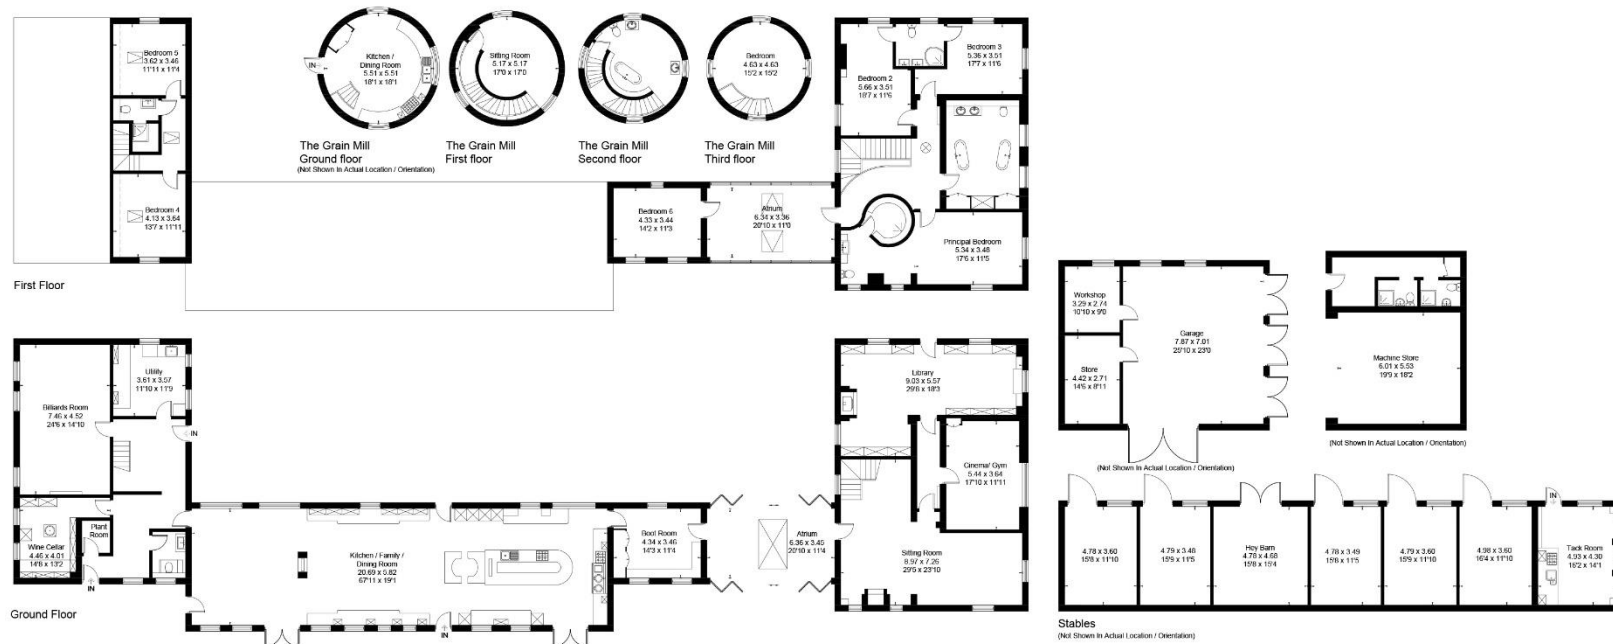 Bedroom 5
3.62 x 3.46
11'11 x 11'4
Bedroom 4
4.13 x 3.64
13'7 x 11'11
First Floor
IN
Kitchen /
Dining Room
5.51 x 5.51
18'1 x 18'1
The Grain Mill
Ground floor
(Not Shown In Actual Location / Orientation)
Sitting Room
5.17 x 5.17
17'0 x 17'0
The Grain Mill
First floor
The Grain Mill
Second floor
Bedroom
4.63 x 4.63
15'2 x 15'2
The Grain Mill
Third floor
Bedroom 6
4.33 x 3.44
14'2 x 11'3
Atrium
6.34 x 3.36
20'10 x 11'0
Bedroom 2
5.66 x 3.51
18'7 x 11'6
Bedroom 3
5.36 x 3.51
17'7 x 11'6
Principal Bedroom
5.34 x 3.48
17'6 x 11'5
Workshop
3.29 x 2.74
10'10 x 9'0
Store
4.42 x 2.71
14'6 x 8'11
Garage
7.87 x 7.01
25'10 x 23'0
(Not Shown In Actual Location / Orientation)
Machine Store
6.01 x 5.53
19'9 x 18'2
(Not Shown In Actual Location / Orientation)
Billiards Room
7.46 x 4.52
24'6 x 14'10
Utility
3.61 x 3.57
11'10 x 11'9
IN
Wine Cellar
4.46 x 4.01
14'8 x 13'2
Plant
Room
IN
Ground Floor
Kitchen / Family /
Dining Room
20.69 x 5.82
67'11 x 19'1
IN
Boot Room
4.34 x 3.46
14'3 x 11'4
Atrium
6.36 x 3.45
20'10 x 11'4
Library
9.03 x 5.57
29'8 x 18'3
Cinema/ Gym
5.44 x 3.64
17'10 x 11'11
Sitting Room
8.97 x 7.26
29'5 x 23'10
4.78 x 3.60
15'8 x 11'10
4.79 x 3.48
15'9 x 11'5
Hey Barn
4.78 x 4.68
15'8 x 15'4
4.78 x 3.49
15'8 x 11'5
4.79 x 3.60
15'9 x 11'10
4.98 x 3.60
16'4 x 11'10
IN
Tack Room
4.93 x 4.30
16'2 x 14'1
Stables
(Not Shown In Actual Location / Orientation)